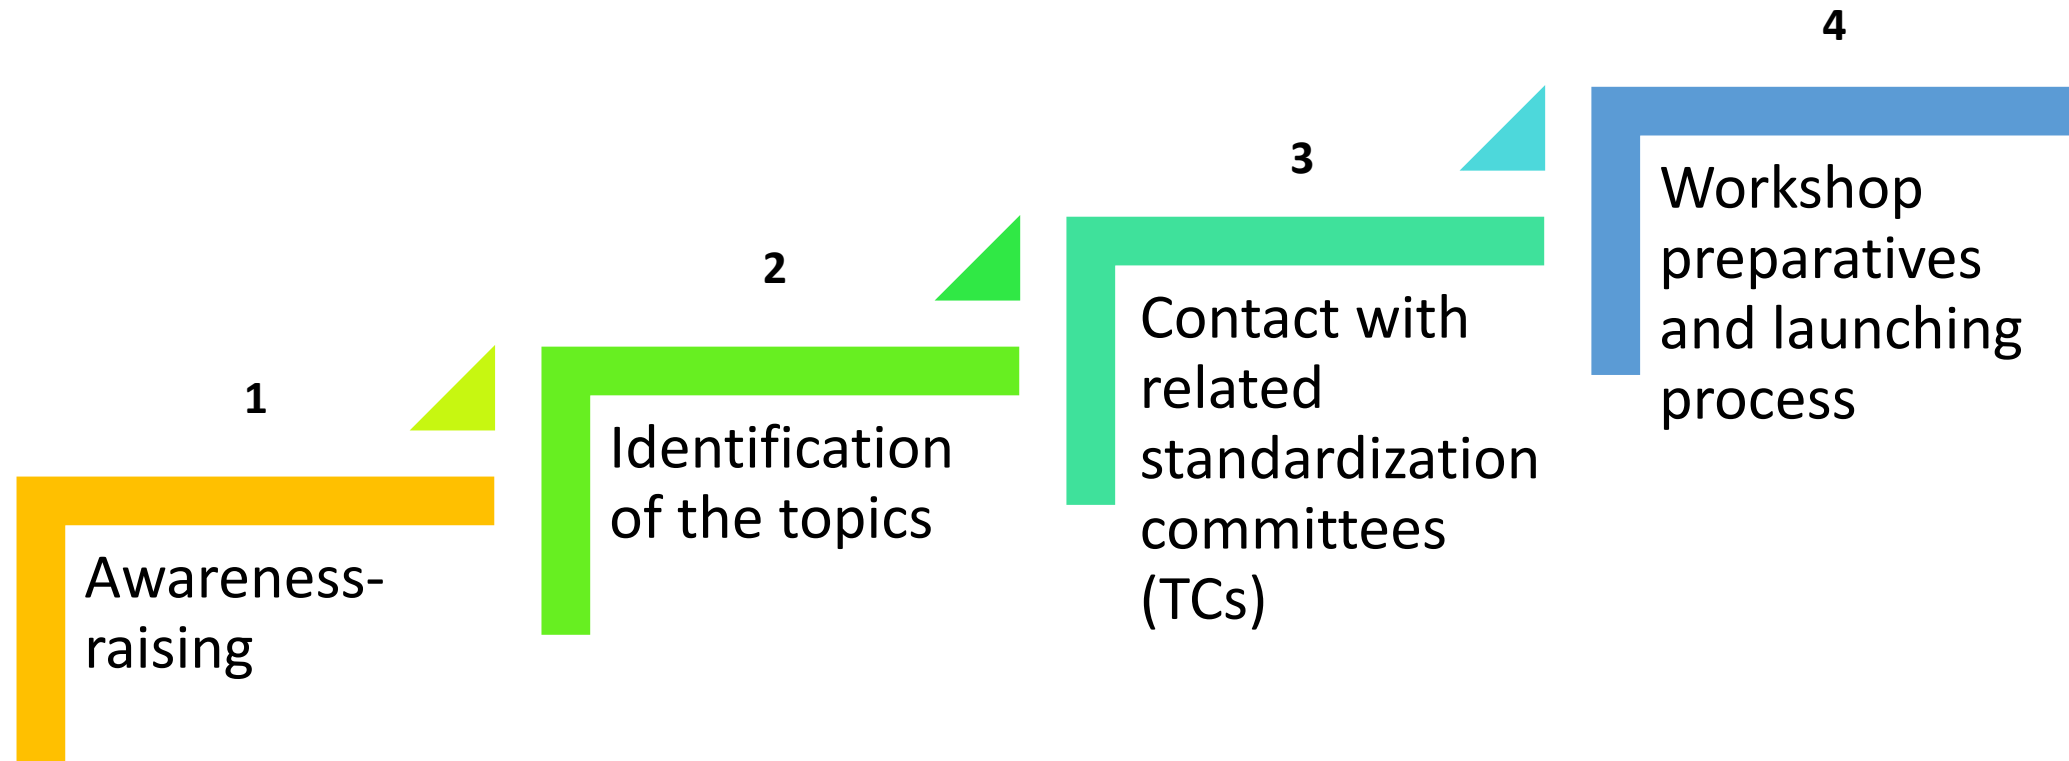 1
Awareness-
raising
2
Identification
of the topics
3
Contact with
related
standardization
committees
(TCs)
4
Workshop
preparatives
and launching
process